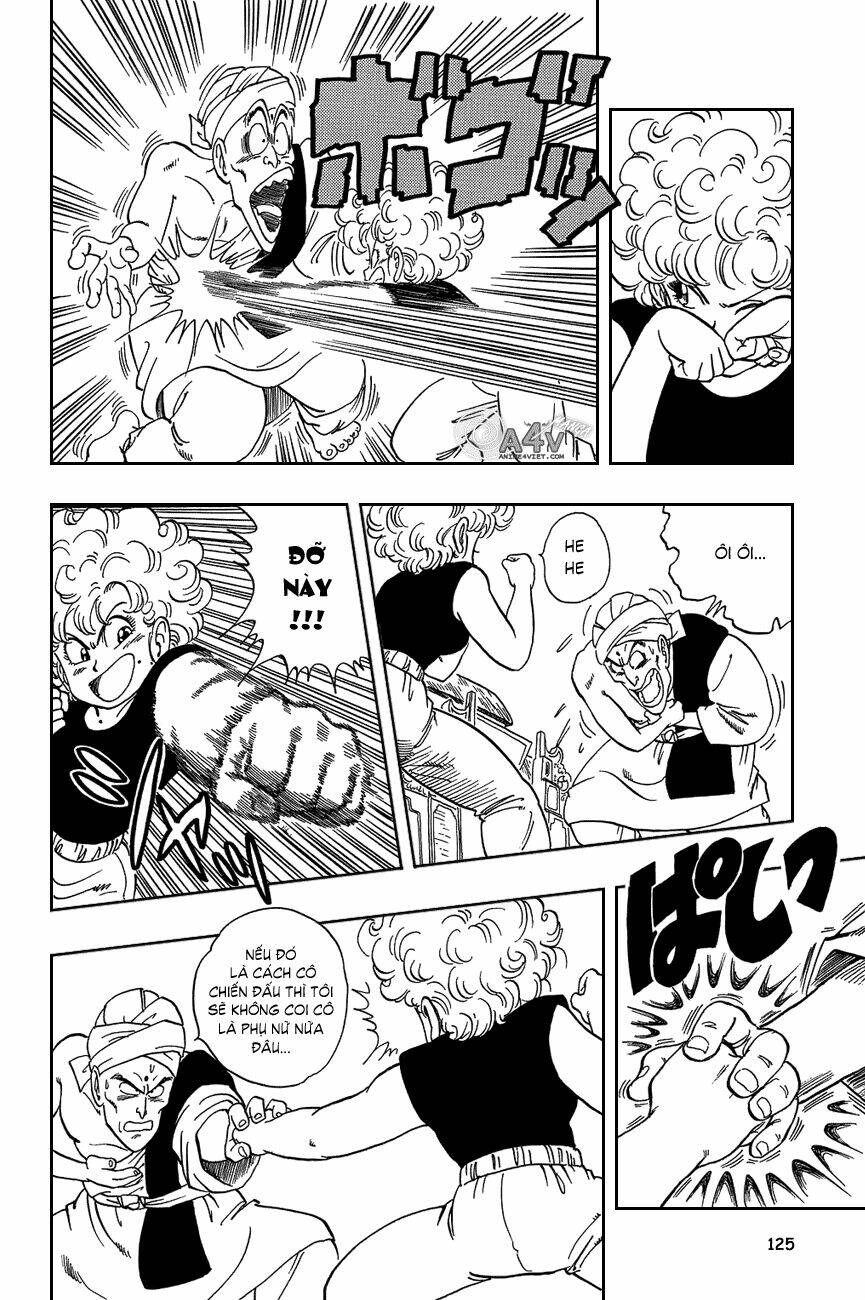 ボグッ
A4V
ANIME4VIET.COM
ĐỠ
NÀY
!!!
HE
HE
ÔI ÔI...
ぱしっ
NẾU ĐÓ
LÀ CÁCH CÔ
CHIẾN ĐẤU THÌ TÔI
SẼ KHÔNG COI CÔ
LÀ PHỤ NỮ NỮA
ĐÂU...
125